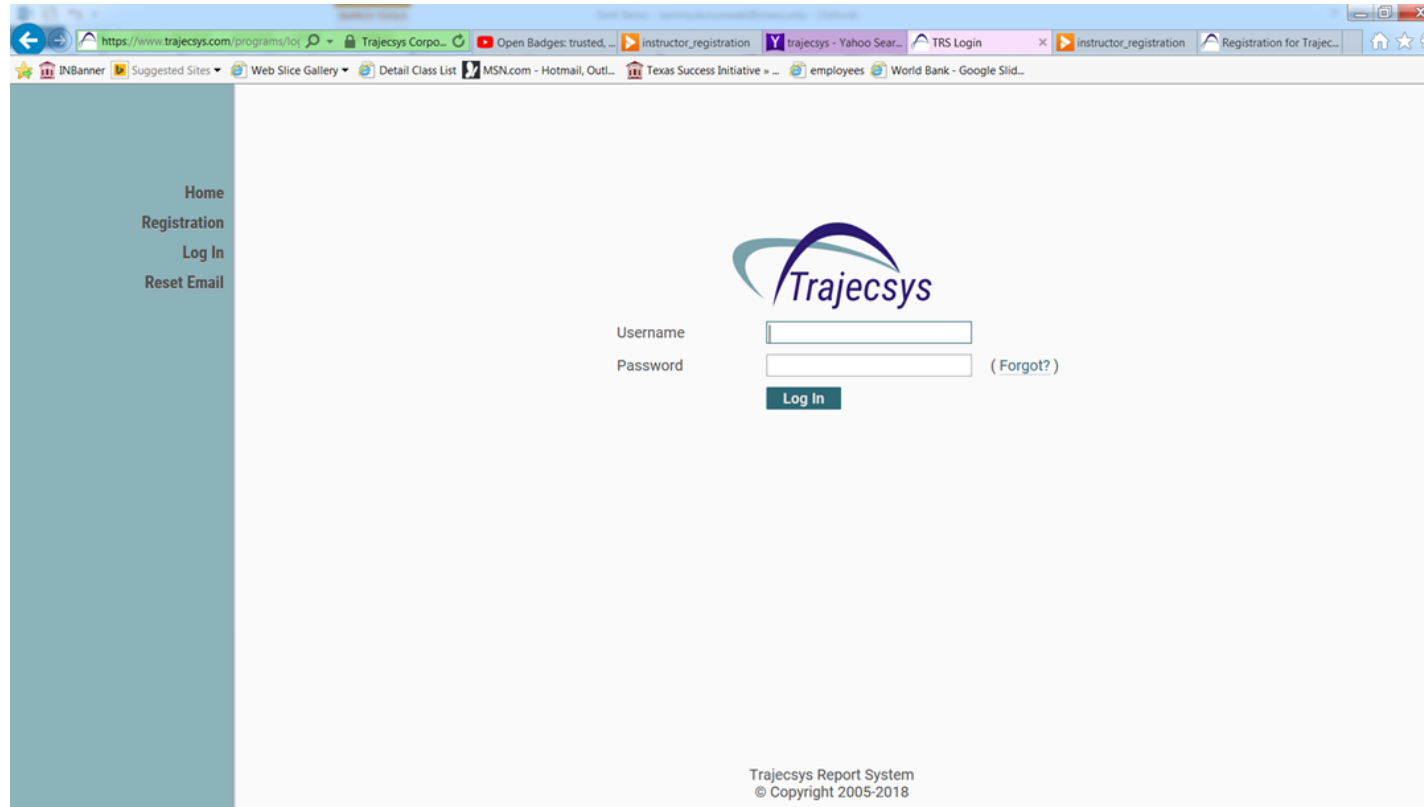 https://www.trajecsys.com/programs/log Trajecsys Corpo... Open Badges: trusted, ... instructor_registration trajecsys - Yahoo Sear... TRS Login instructor_registration Registration for Trajec...
INBanner Suggested Sites Web Slice Gallery Detail Class List MSN.com - Hotmail, Outl... Texas Success Initiative » ... employees World Bank - Google Slid...
Home
Registration
Log In
Reset Email
Trajecsys
Username
Password ( Forgot? )
Log In
Trajecsys Report System
© Copyright 2005-2018